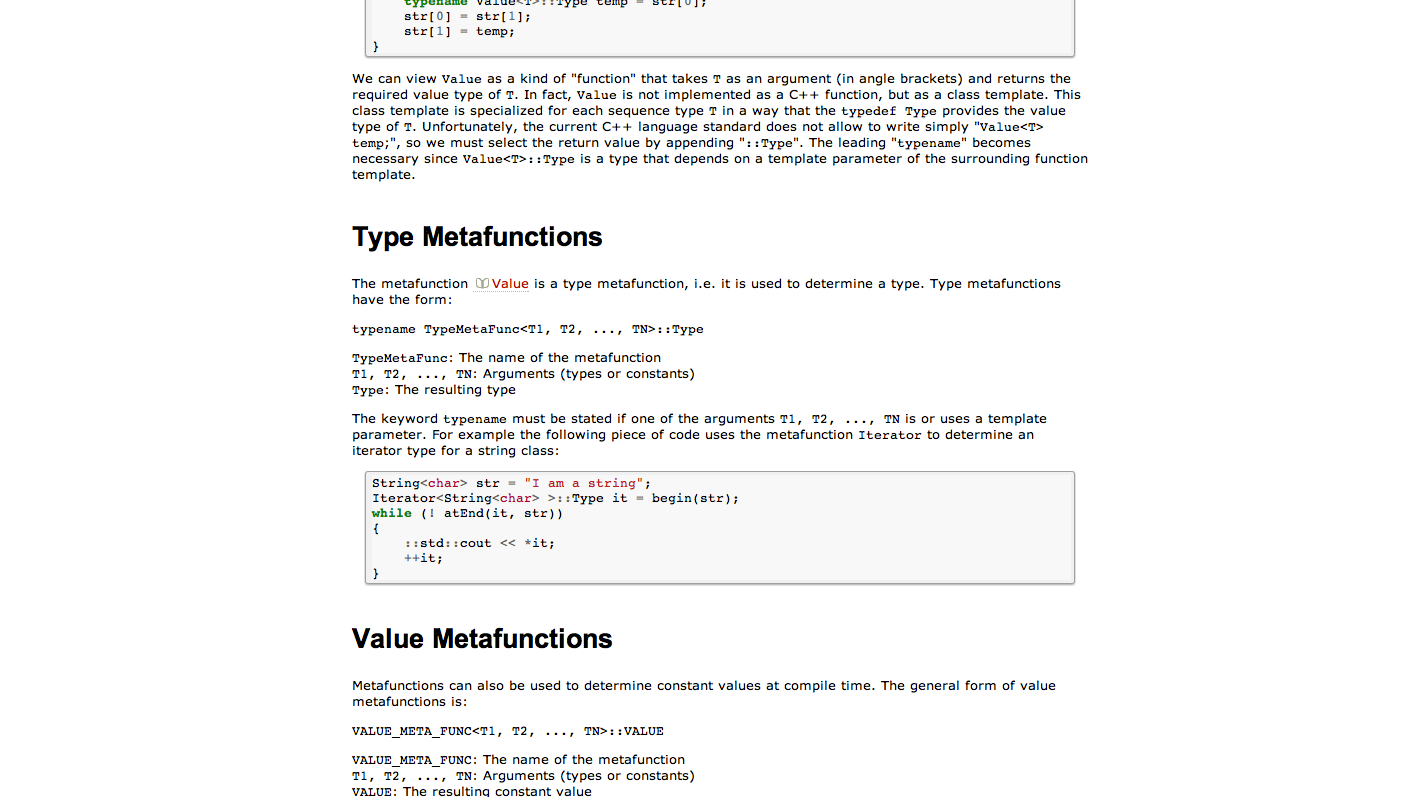 typename Value<T>::Type temp = str[0];
str[0] = str[1];
str[1] = temp;
}
We can view Value as a kind of "function" that takes T as an argument (in angle brackets) and returns the
required value type of T. In fact, Value is not implemented as a C++ function, but as a class template. This
class template is specialized for each sequence type T in a way that the typedef Type provides the value
type of T. Unfortunately, the current C++ language standard does not allow to write simply "Value<T>
temp;", so we must select the return value by appending "::Type". The leading "typename" becomes
necessary since Value<T>::Type is a type that depends on a template parameter of the surrounding function
template.
Type Metafunctions
The metafunction Value is a type metafunction, i.e. it is used to determine a type. Type metafunctions
have the form:
typename TypeMetaFunc<T1, T2, ..., TN>::Type
TypeMetaFunc: The name of the metafunction
T1, T2, ..., TN: Arguments (types or constants)
Type: The resulting type
The keyword typename must be stated if one of the arguments T1, T2, ..., TN is or uses a template
parameter. For example the following piece of code uses the metafunction Iterator to determine an
iterator type for a string class:
String<char> str = "I am a string";
Iterator<String<char> >::Type it = begin(str);
while (! atEnd(it, str))
{
::std::cout << *it;
++it;
}
Value Metafunctions
Metafunctions can also be used to determine constant values at compile time. The general form of value
metafunctions is:
VALUE_META_FUNC<T1, T2, ..., TN>::VALUE
VALUE_META_FUNC: The name of the metafunction
T1, T2, ..., TN: Arguments (types or constants)
VALUE: The resulting constant value